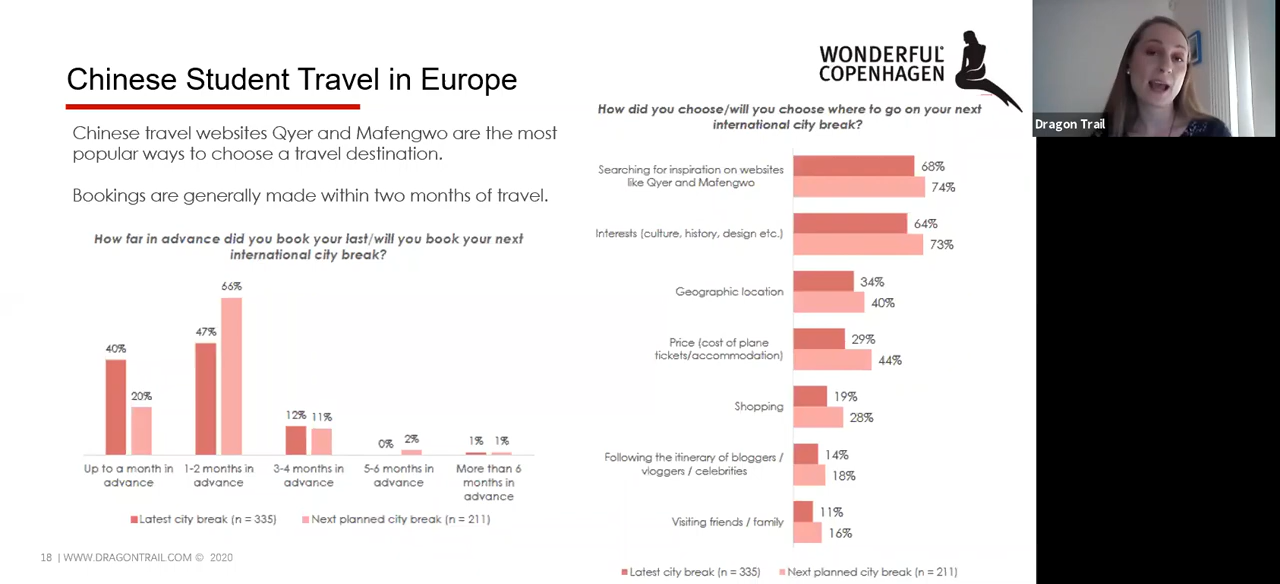 Chinese Student Travel in Europe
WONDERFUL
COPENHAGEN
Dragon Trail
Chinese travel websites Qyer and Mafengwo are the most
popular ways to choose a travel destination.
Bookings are generally made within two months of travel.
How far in advance did you book your last/will you book your next
international city break?
40%
20%
47%
66%
12%
11%
0%
2%
1%
1%
Up to a month in
advance
1-2 months in
advance
3-4 months in
advance
5-6 months in
advance
More than 6
months in
advance
Latest city break (n = 335)
Next planned city break (n = 211)
How did you choose/will you choose where to go on your next
international city break?
Searching for inspiration on websites
like Qyer and Mafengwo
68%
74%
Interests (culture, history, design etc.)
64%
73%
Geographic location
34%
40%
Price (cost of plane
tickets/accommodation)
29%
44%
Shopping
19%
28%
Following the itinerary of bloggers /
vloggers / celebrities
14%
18%
Visiting friends / family
11%
16%
Latest city break (n = 335)
Next planned city break (n = 211)
18 | WWW.DRAGONTRAIL.COM © 2020